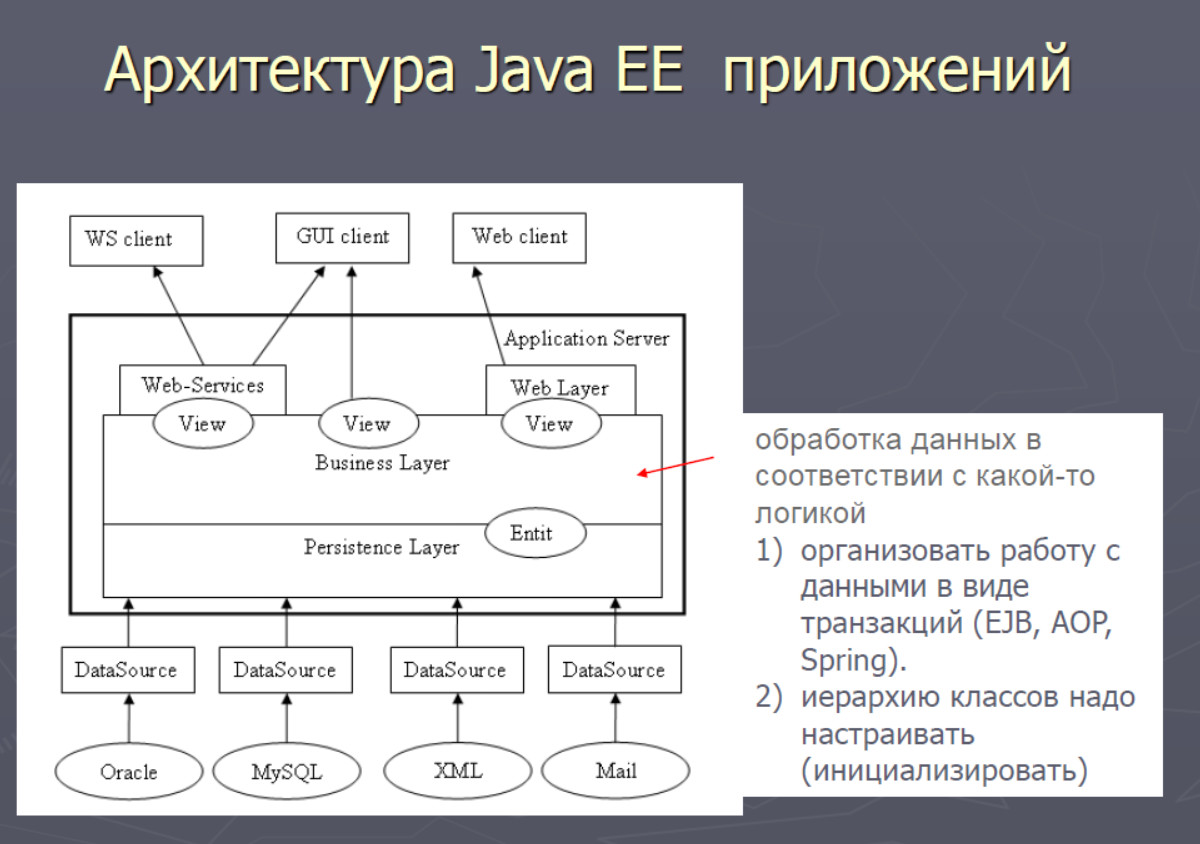 Архитектура Java EE приложений
WS client
GUI client
Web client
Application Server
Web-Services
Web Layer
View
View
View
Business Layer
Entit
Persistence Layer
DataSource
DataSource
DataSource
DataSource
Oracle
MySQL
XML
Mail
обработка данных в
соответствии с какой-то
логикой
1) организовать работу с
данными в виде
транзакций (EJB, AOP,
Spring).
2) иерархию классов надо
настраивать
(инициализировать)